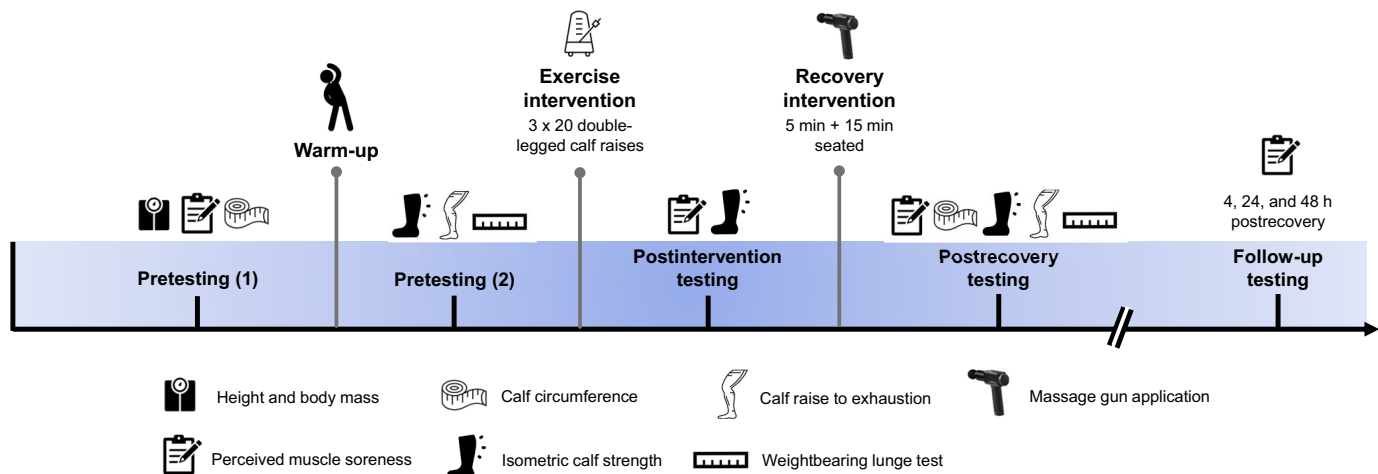 Exercise
intervention
3 x 20 double-
legged calf raises
Recovery
intervention
5 min + 15 min
seated
Warm-up
4, 24, and 48 h
postrecovery
Pretesting (1)
Pretesting (2)
Postintervention
testing
Postrecovery
testing
Follow-up
testing
Height and body mass
Calf circumference
Calf raise to exhaustion
Massage gun application
Perceived muscle soreness
Isometric calf strength
Weightbearing lunge test